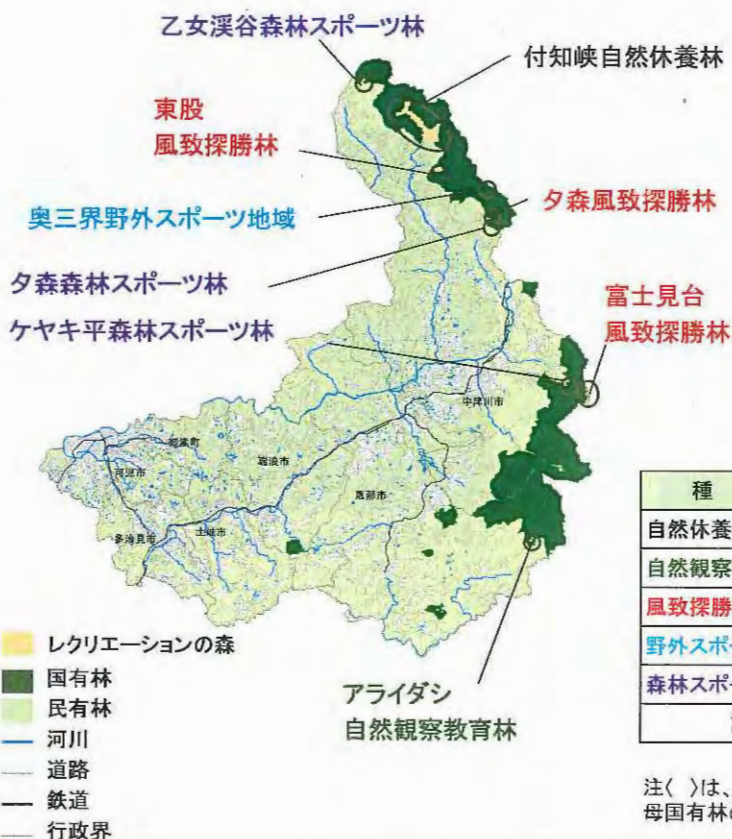 乙女渓谷森林スポーツ林
付知峡自然休養林
東股
風致探勝林
奥三界野外スポーツ地域
夕森風致探勝林
夕森森林スポーツ林
ケヤキ平森林スポーツ林
富士見台
風致探勝林
中津川市
御嵩町
可児市
瑞浪市
恵那市
多治見市
土岐市
アライダシ
自然観察教育林
レクリエーションの森
国有林
民有林
河川
道路
鉄道
行政界
種
自然休養
自然観察
風致探勝
野外スポー
森林スポー
注〈 〉は、
母国有林の